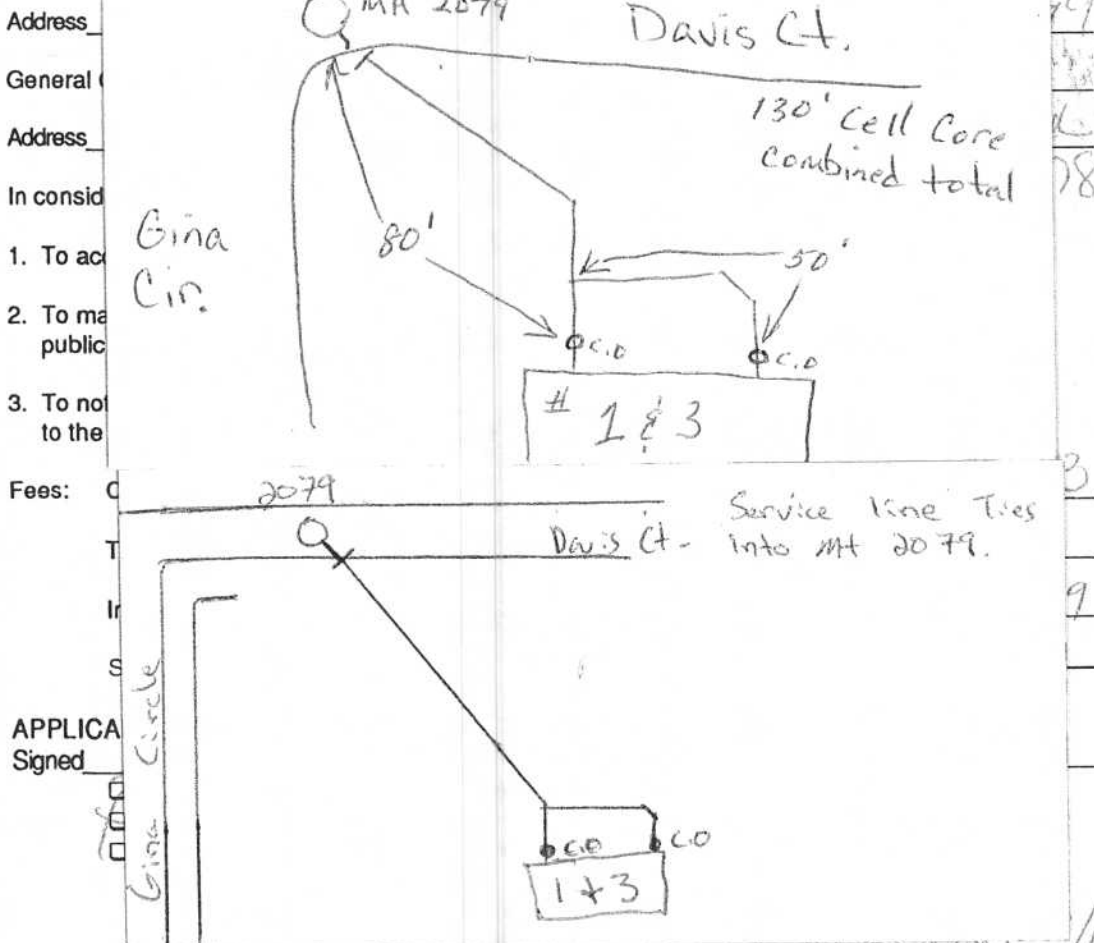 Address
MH 2079
Davis Ct.
General
130' Cell Core
combined total
Address
In consid
Gina
Cir.
80'
50'
1. To acc
2. To ma
public
C.O
C.O
3. To not
to the
# 1 & 3
Fees:
2079
Davis Ct.
Service line Ties
into MH 2079.
Gina Circle
APPLICA
Signed
C.O
C.O
1 + 3